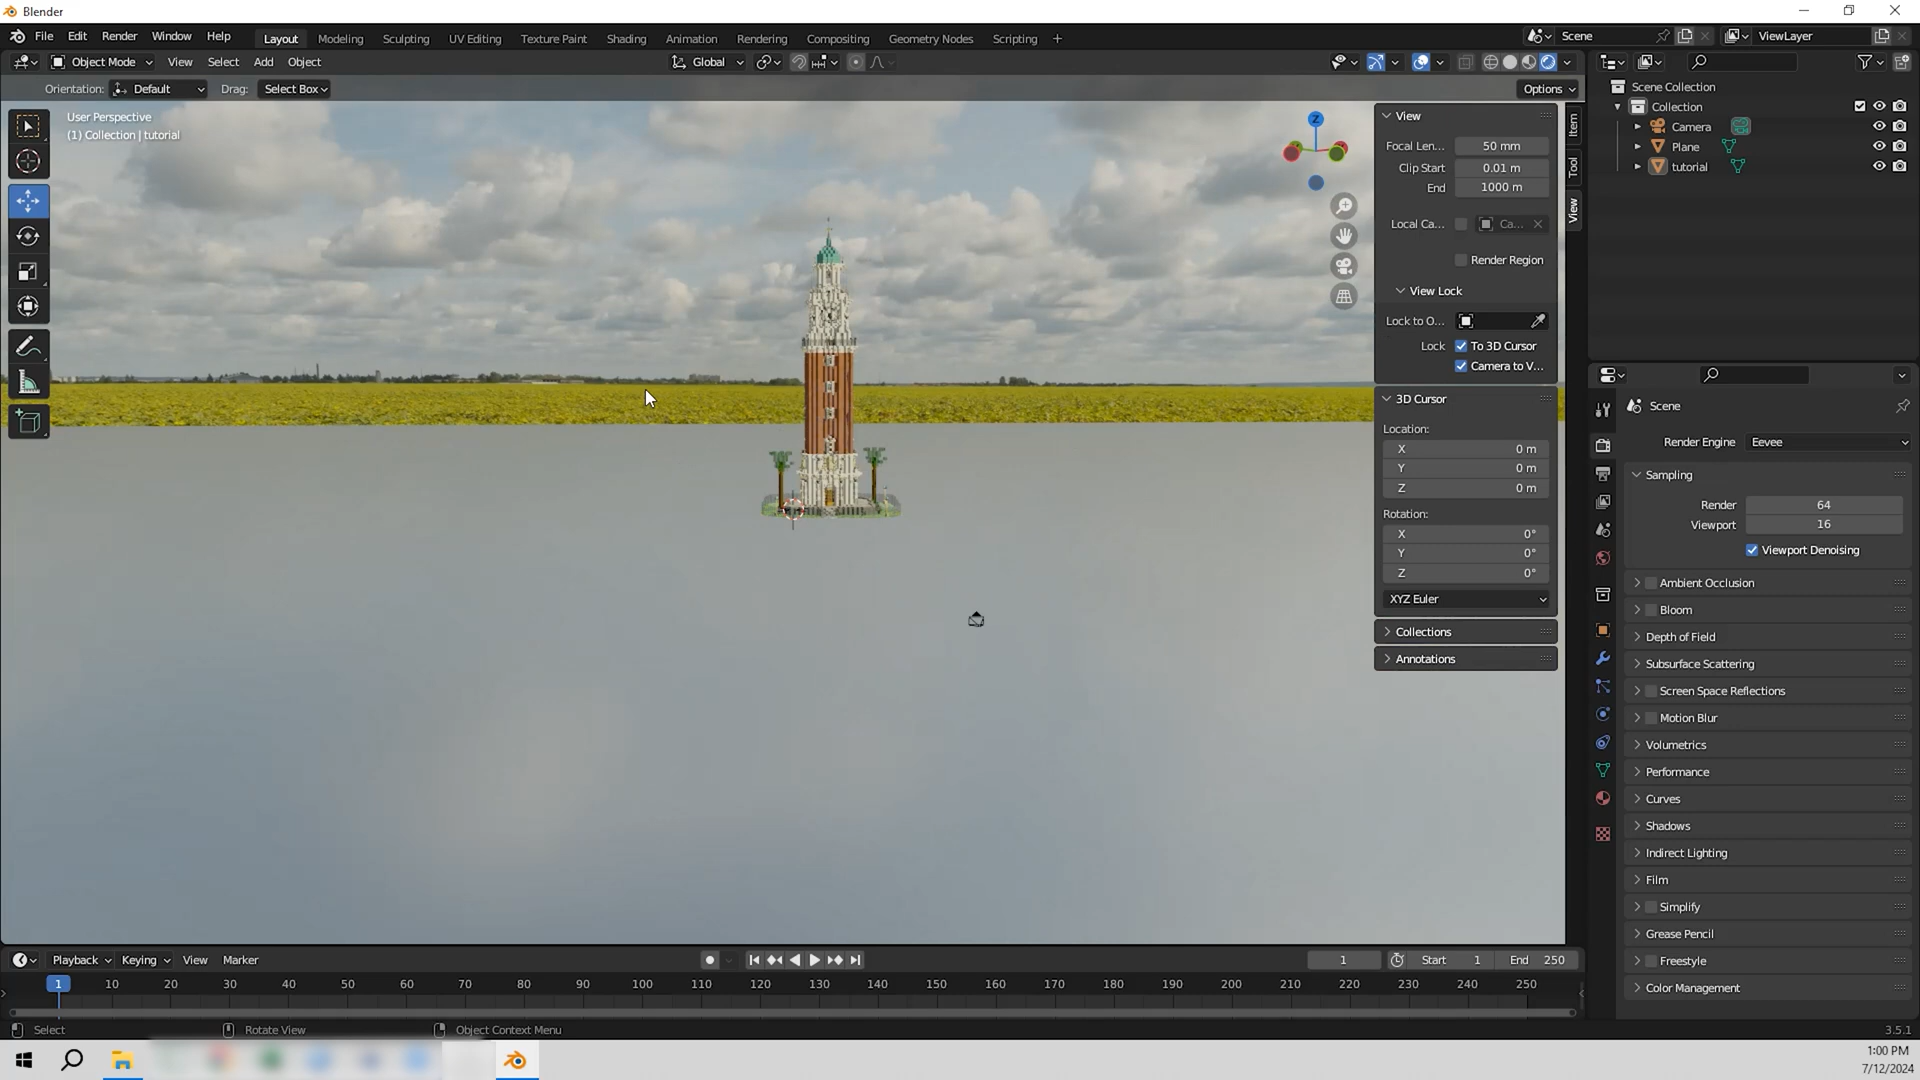 Blender
File Edit Render Window Help Layout Modeling Sculpting UV Editing Texture Paint Shading Animation Rendering Compositing Geometry Nodes Scripting + Scene ViewLayer
Object Mode View Select Add Object Global
Orientation: Default Drag: Select Box Options
User Perspective
(1) Collection | tutorial
Z
View
Focal Len... 50 mm
Clip Start 0.01 m
End 1000 m
Local Ca... Ca...
Render Region
View Lock
Lock to O...
Lock To 3D Cursor
Camera to V...
3D Cursor
Location:
X 0 m
Y 0 m
Z 0 m
Rotation:
X 0°
Y 0°
Z 0°
XYZ Euler
Collections
Annotations
Item
Tool
View
Scene Collection
Collection
Camera
Plane
tutorial
Scene
Render Engine Eevee
Sampling
Render 64
Viewport 16
Viewport Denoising
Ambient Occlusion
Bloom
Depth of Field
Subsurface Scattering
Screen Space Reflections
Motion Blur
Volumetrics
Performance
Curves
Shadows
Indirect Lighting
Film
Simplify
Grease Pencil
Freestyle
Color Management
Playback Keying View Marker 1 Start 1 End 250
1 10 20 30 40 50 60 70 80 90 100 110 120 130 140 150 160 170 180 190 200 210 220 230 240 250
Select Rotate View Object Context Menu 3.5.1
1:00 PM
7/12/2024